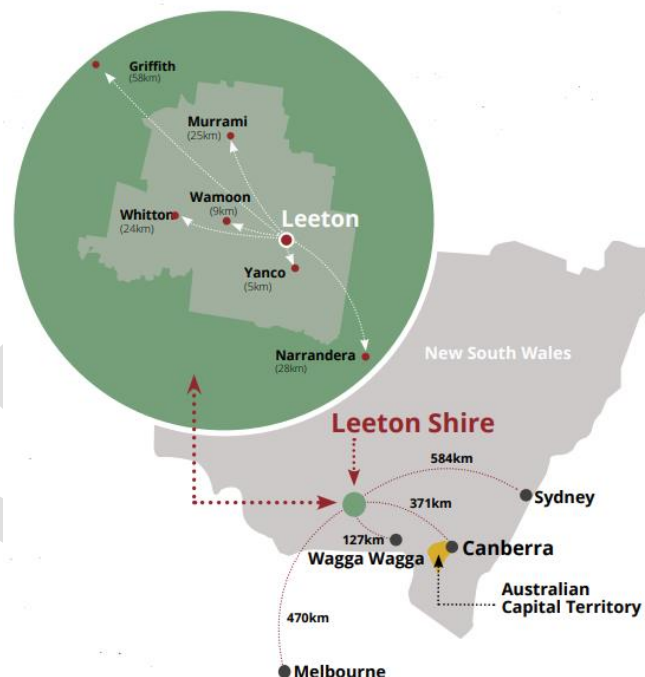 Griffith
(58km)
Murrami
(25km)
Wamoon
(9km)
Whitton
(24km)
Leeton
Yanco
(5km)
Narrandera
(28km)
New South Wales
Leeton Shire
584km
Sydney
371km
127km
Canberra
Wagga Wagga
Australian
Capital Territory
470km
Melbourne